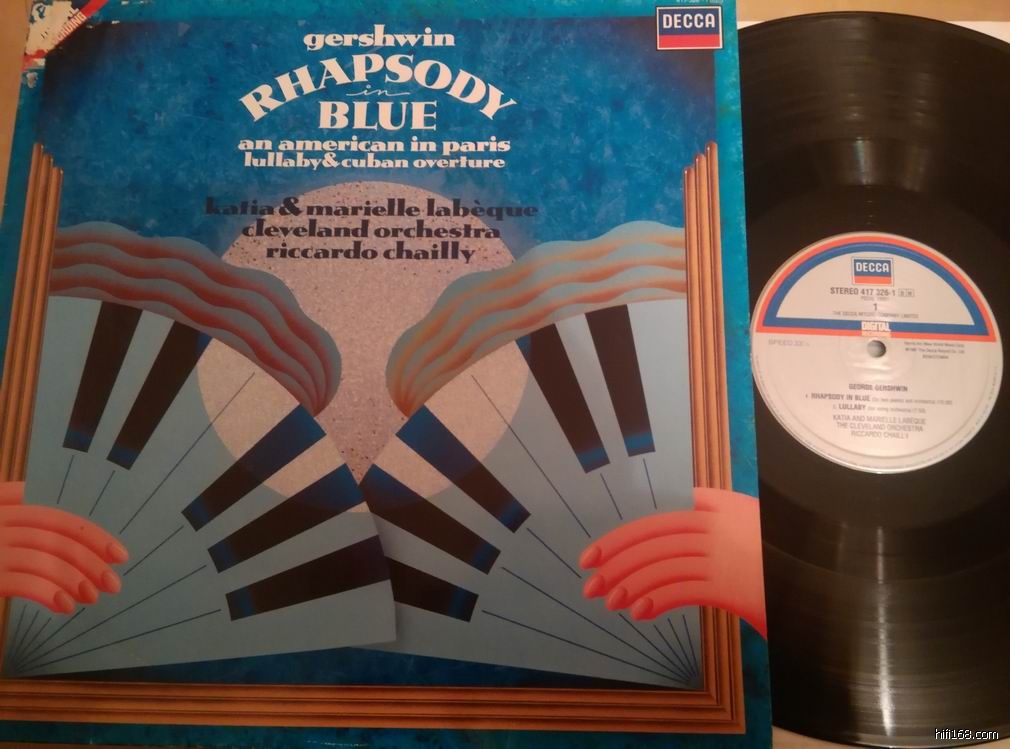 DECCA
gershwin
RHAPSODY
in
BLUE
an american in paris
lullaby & cuban overture
katia & marielle labèque
cleveland orchestra
riccardo chailly
DECCA
STEREO 417 326-1
1
DIGITAL
GEORGE GERSHWIN
RHAPSODY IN BLUE
LULLABY
KATIA AND MARIELLE LABEQUE
THE CLEVELAND ORCHESTRA
RICCARDO CHAILLY
hifi168.com